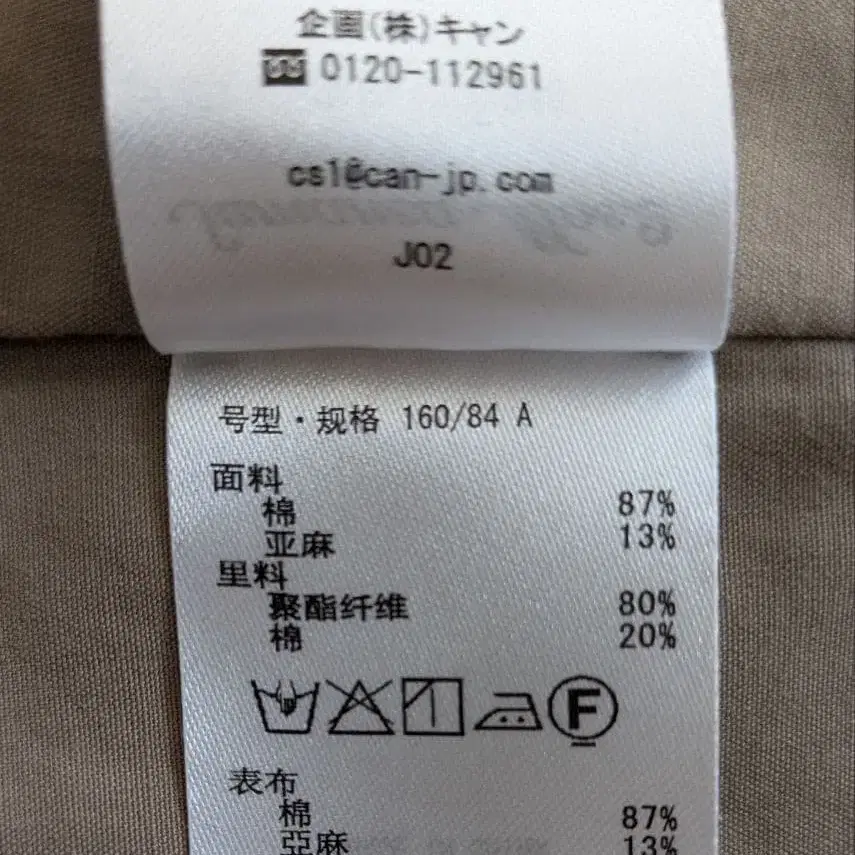 企画(株)キャン
0120-112961
cs1@can-jp.com
J02
号型・规格 160/84 A
面料
棉 87%
亚麻 13%
里料
聚酯纤维 80%
棉 20%
F
表布
棉 87%
亞麻 13%